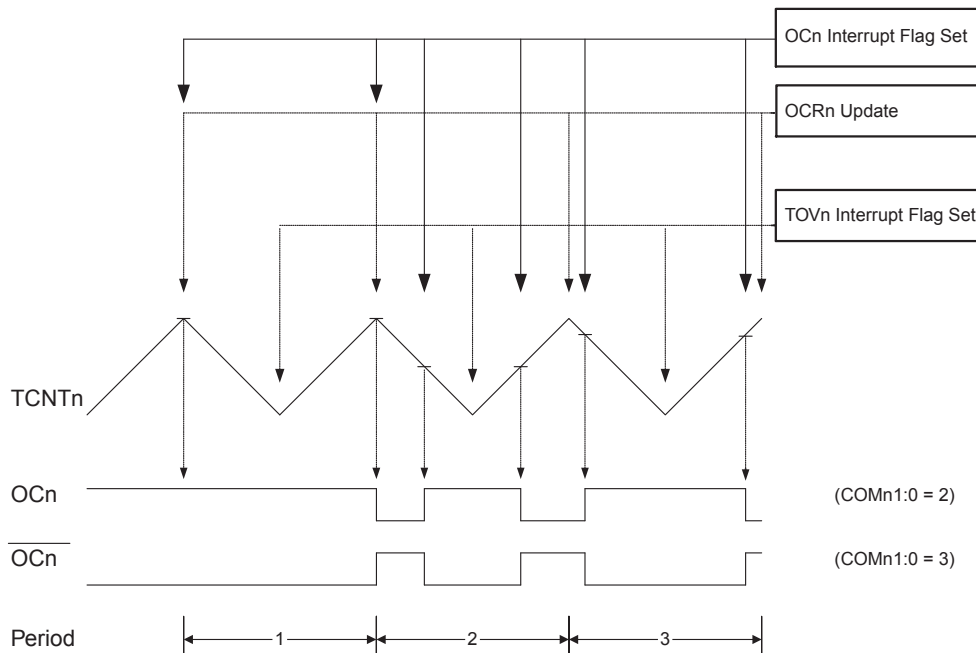 OCn Interrupt Flag Set
OCRn Update
TOVn Interrupt Flag Set
TCNTn
OCn (COMn1:0 = 2)
OCn (COMn1:0 = 3)
Period 1 2 3